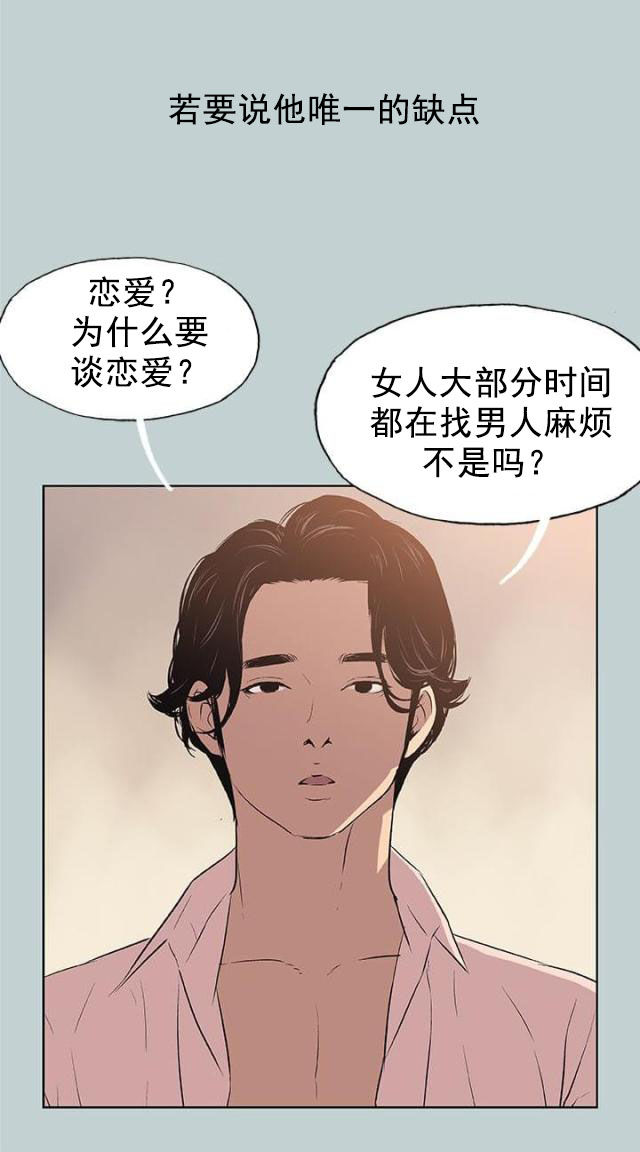 若要说他唯一的缺点
恋爱？
为什么要
谈恋爱？
女人大部分时间
都在找男人麻烦
不是吗？